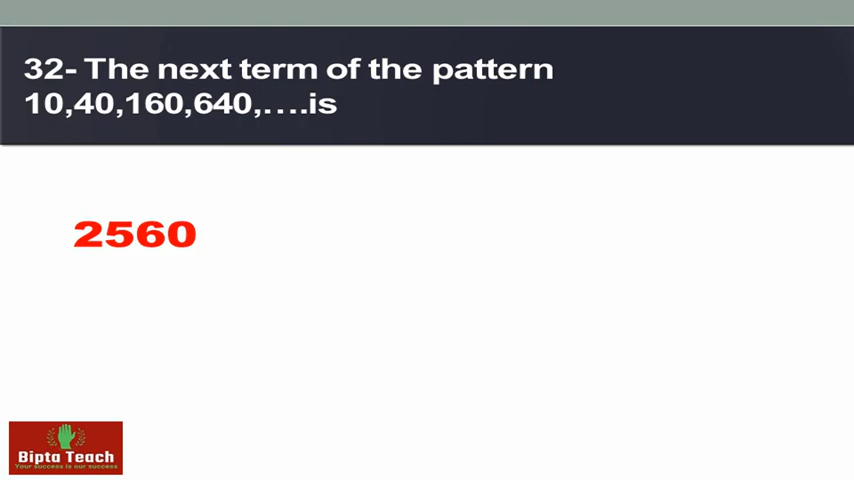 32- The next term of the pattern
10,40,160,640,....is
2560
Bipta Teach
Your success is our success